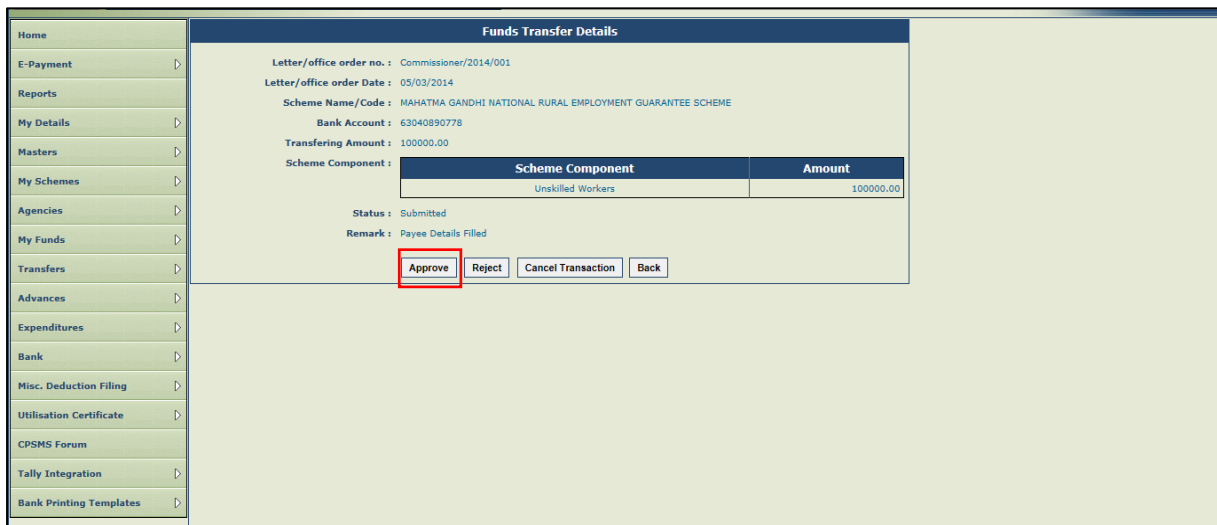 Home
E-Payment
Reports
My Details
Masters
My Schemes
Agencies
My Funds
Transfers
Advances
Expenditures
Bank
Misc. Deduction Filing
Utilisation Certificate
CPSMS Forum
Tally Integration
Bank Printing Templates
Funds Transfer Details
Letter/office order no. : Commissioner/2014/001
Letter/office order Date : 05/03/2014
Scheme Name/Code : MAHATMA GANDHI NATIONAL RURAL EMPLOYMENT GUARANTEE SCHEME
Bank Account : 63040890778
Transfering Amount : 100000.00
Scheme Component :
Scheme Component Amount
Unskilled Workers 100000.00
Status : Submitted
Remark : Payee Details Filled
Approve Reject Cancel Transaction Back